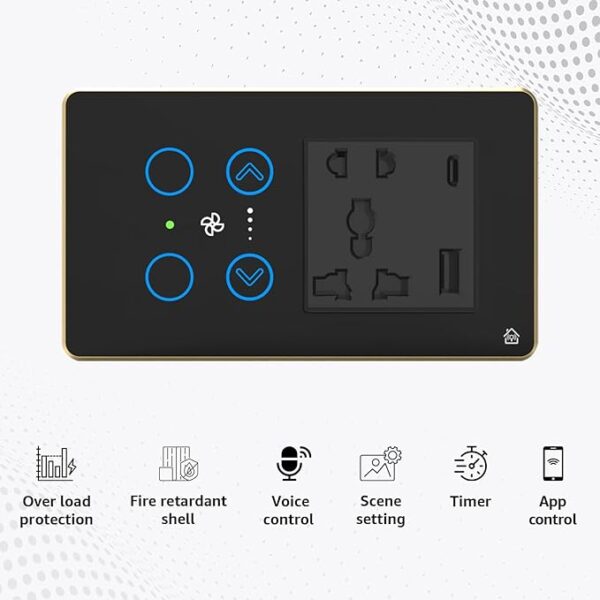 Over load
protection
Fire retardant
shell
Voice
control
Scene
setting
Timer
App
control